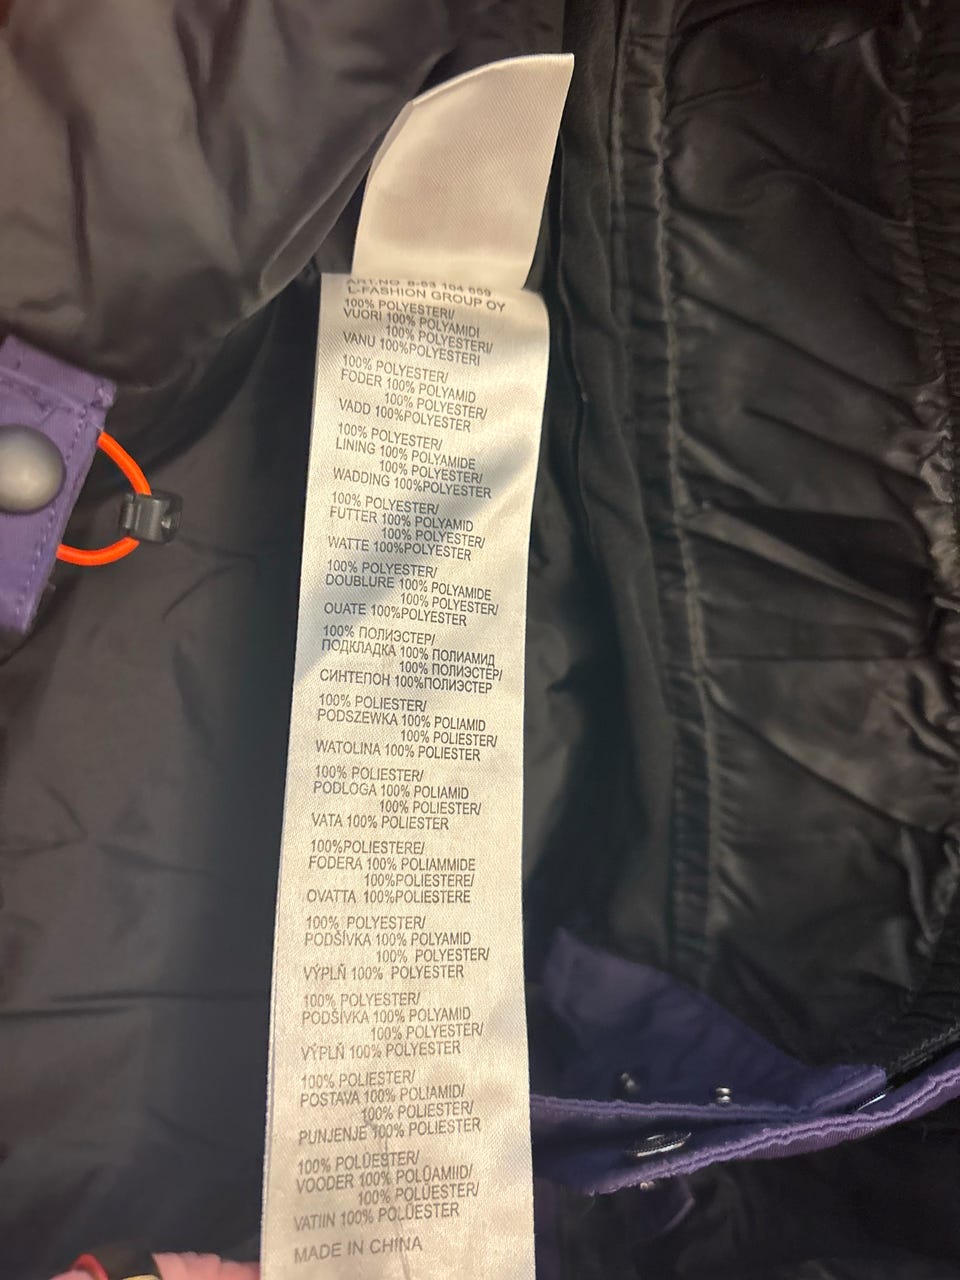 ART.NO 8-53 104 659
L-FASHION GROUP OY
100% POLYESTERI/
VUORI 100% POLYAMIDI
100% POLYESTERI/
VANU 100%POLYESTERI
100% POLYESTER/
FODER 100% POLYAMID
100% POLYESTER/
VADD 100%POLYESTER
100% POLYESTER/
LINING 100% POLYAMIDE
100% POLYESTER/
WADDING 100%POLYESTER
100% POLYESTER/
FUTTER 100% POLYAMID
100% POLYESTER/
WATTE 100%POLYESTER
100% POLYESTER/
DOUBLURE 100% POLYAMIDE
100% POLYESTER/
OUATE 100%POLYESTER
100% ПОЛИЭСТЕР/
ПОДКЛАДКА 100% ПОЛИАМИД
100% ПОЛИЭСТЕР/
СИНТЕПОН 100%ПОЛИЭСТЕР
100% POLIESTER/
PODSZEWKA 100% POLIAMID
100% POLIESTER/
WATOLINA 100% POLIESTER
100% POLIESTER/
PODLOGA 100% POLIAMID
100% POLIESTER/
VATA 100% POLIESTER
100%POLIESTERE/
FODERA 100% POLIAMMIDE
100%POLIESTERE/
OVATTA 100%POLIESTERE
100% POLYESTER/
PODŠÍVKA 100% POLYAMID
100% POLYESTER/
VÝPLŇ 100% POLYESTER
100% POLYESTER/
PODŠÍVKA 100% POLYAMID
100% POLYESTER/
VÝPLŇ 100% POLYESTER
100% POLIESTER/
POSTAVA 100% POLIAMID/
100% POLIESTER/
PUNJENJE 100% POLIESTER
100% POLÜESTER/
VOODER 100% POLÜAMIID/
100% POLÜESTER/
VATIIN 100% POLÜESTER
MADE IN CHINA